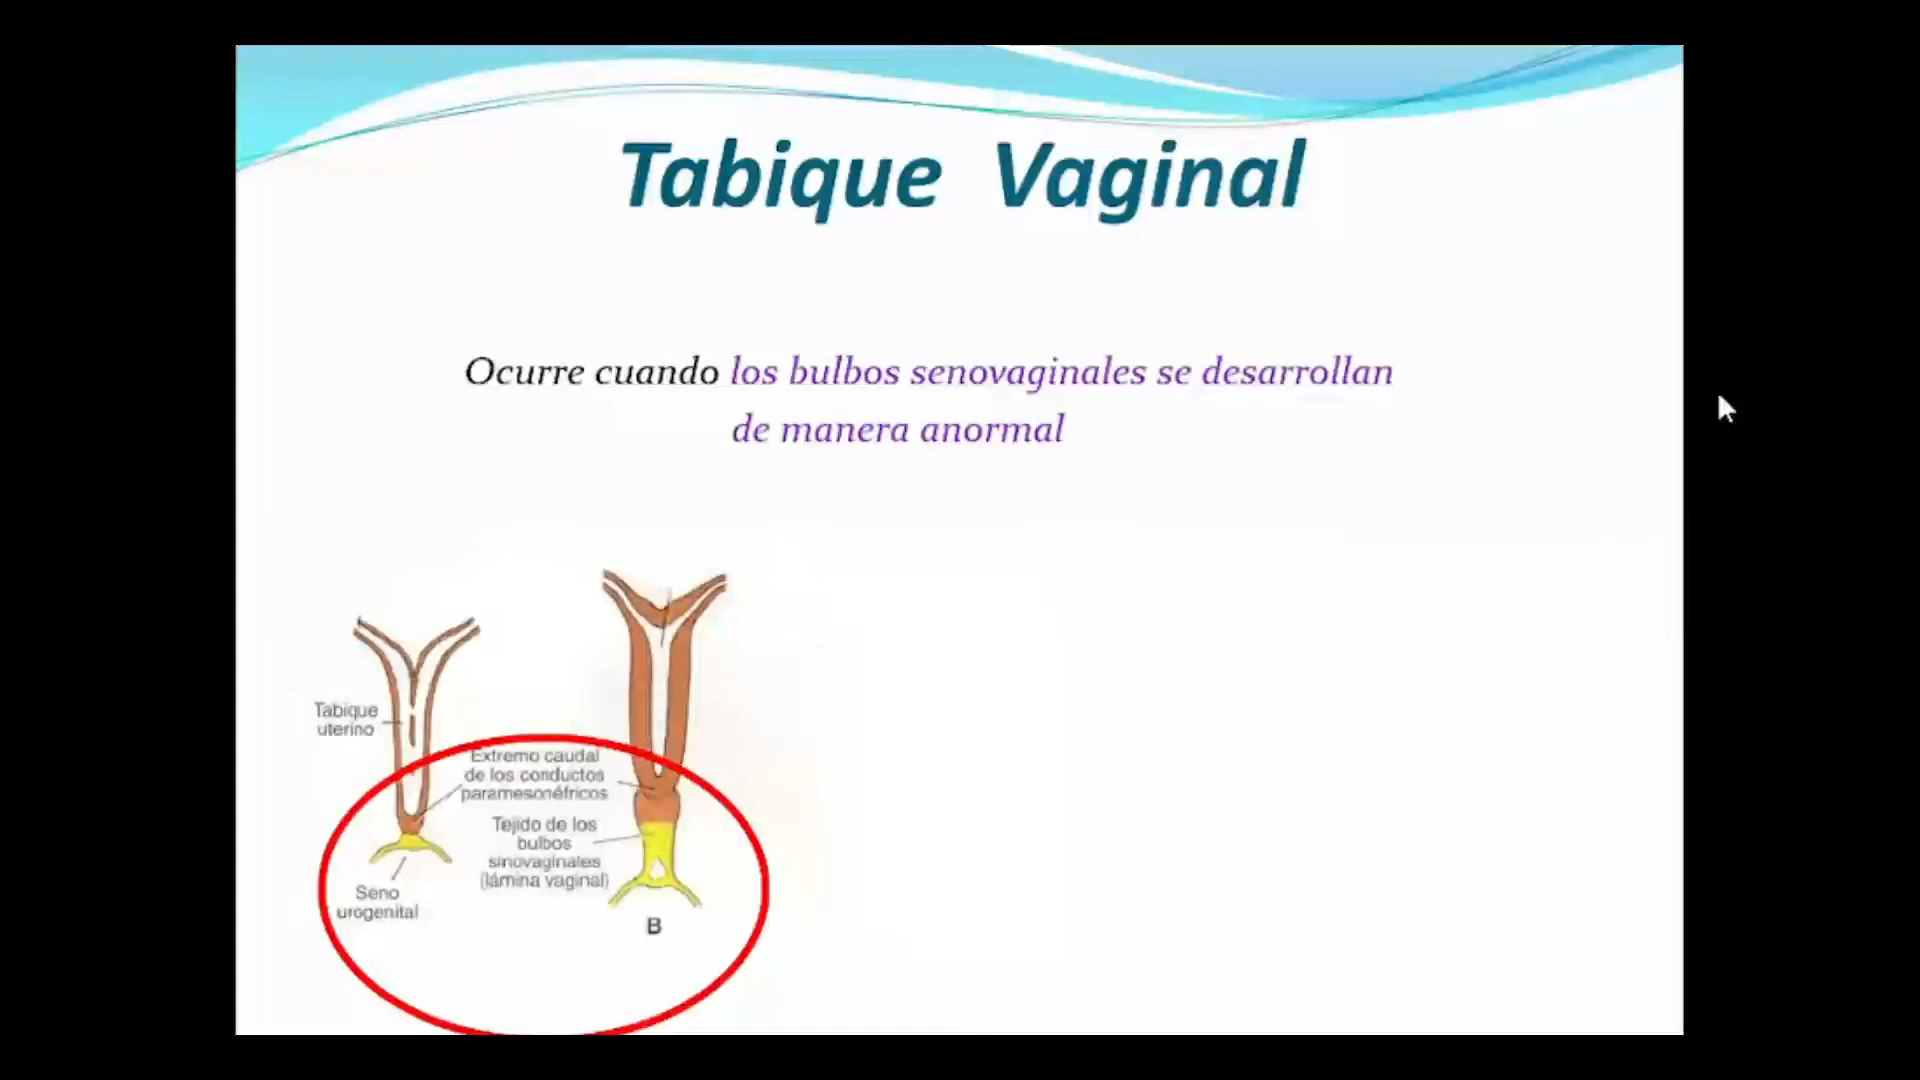 Tabique Vaginal
Ocurre cuando los bulbos senovaginales se desarrollan
de manera anormal
Tabique
uterino
Extremo caudal
de los conductos
paramesonéfricos
Tejido de los
bulbos
sinovaginales
(lámina vaginal)
Seno
urogenital
B